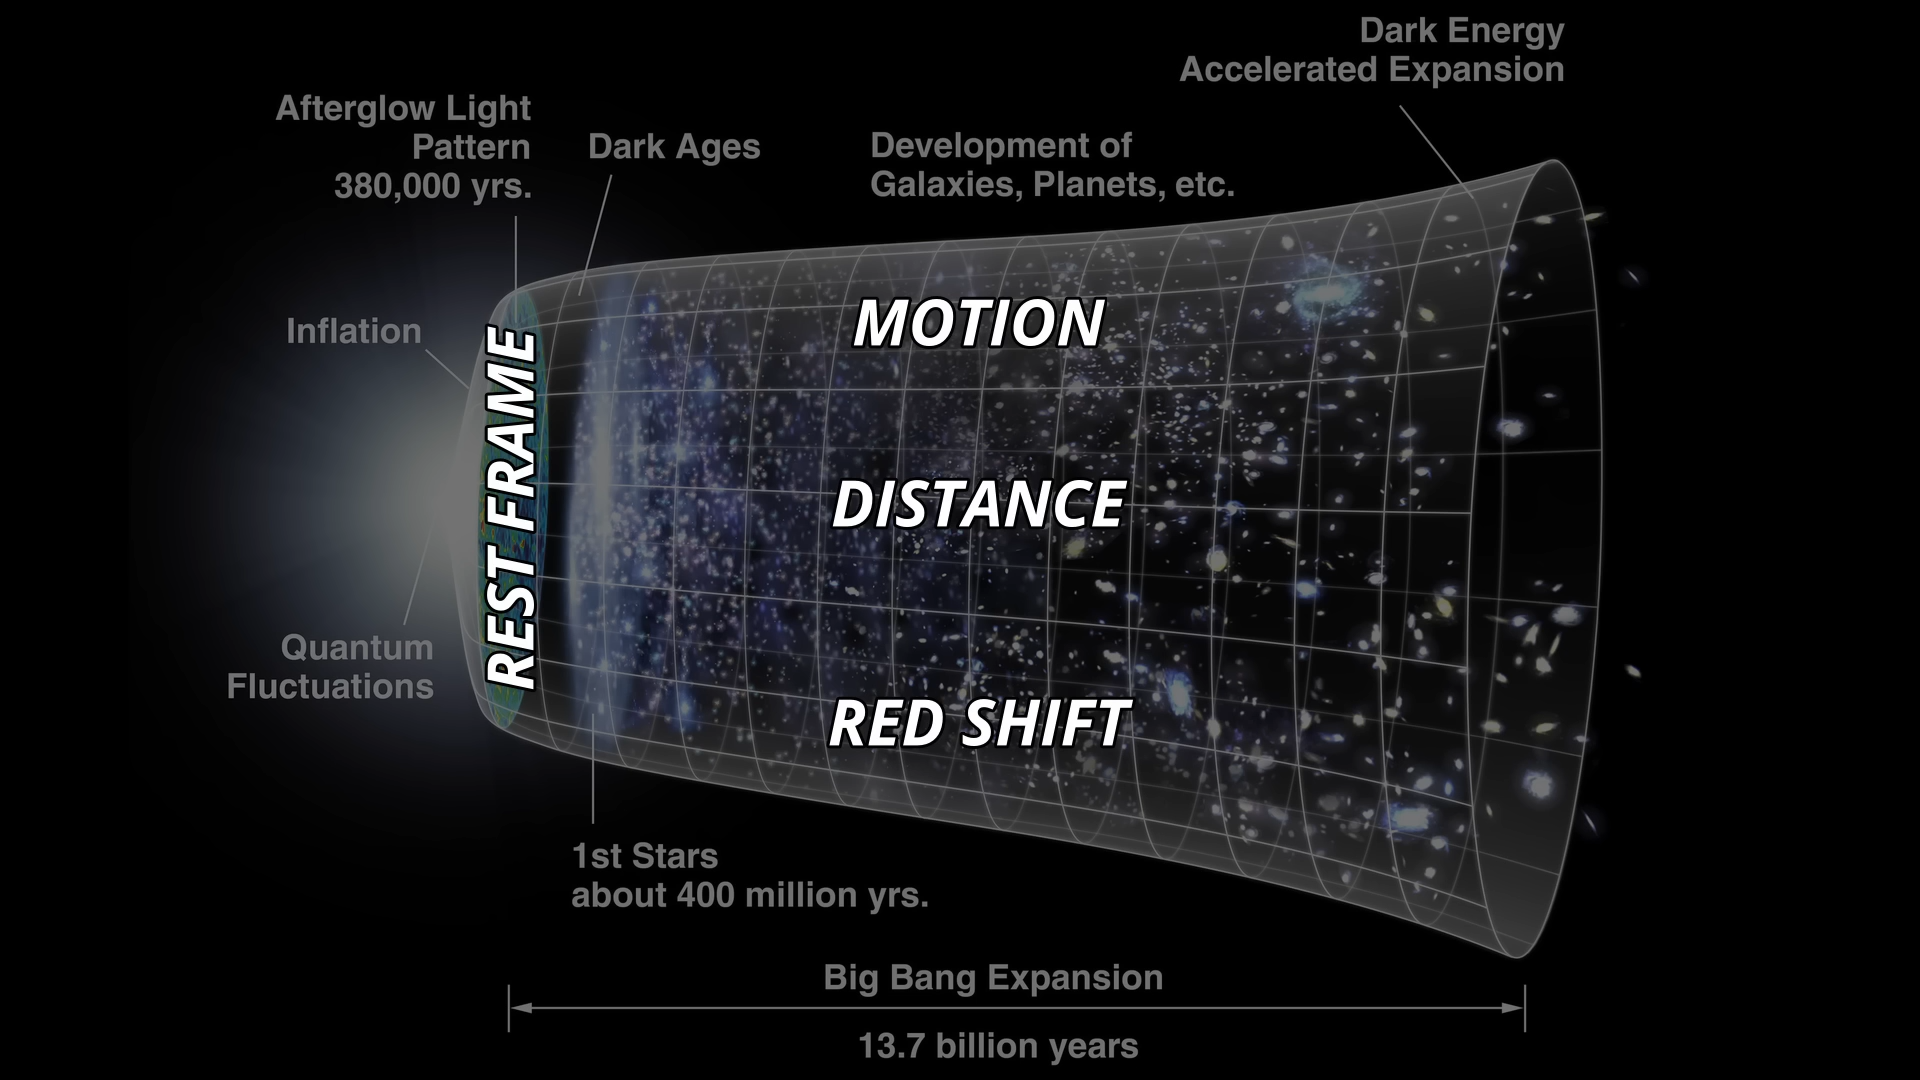 Dark Energy
Accelerated Expansion
Afterglow Light
Pattern
380,000 yrs.
Dark Ages
Development of
Galaxies, Planets, etc.
Inflation
REST FRAME
MOTION
DISTANCE
RED SHIFT
Quantum
Fluctuations
1st Stars
about 400 million yrs.
Big Bang Expansion
13.7 billion years